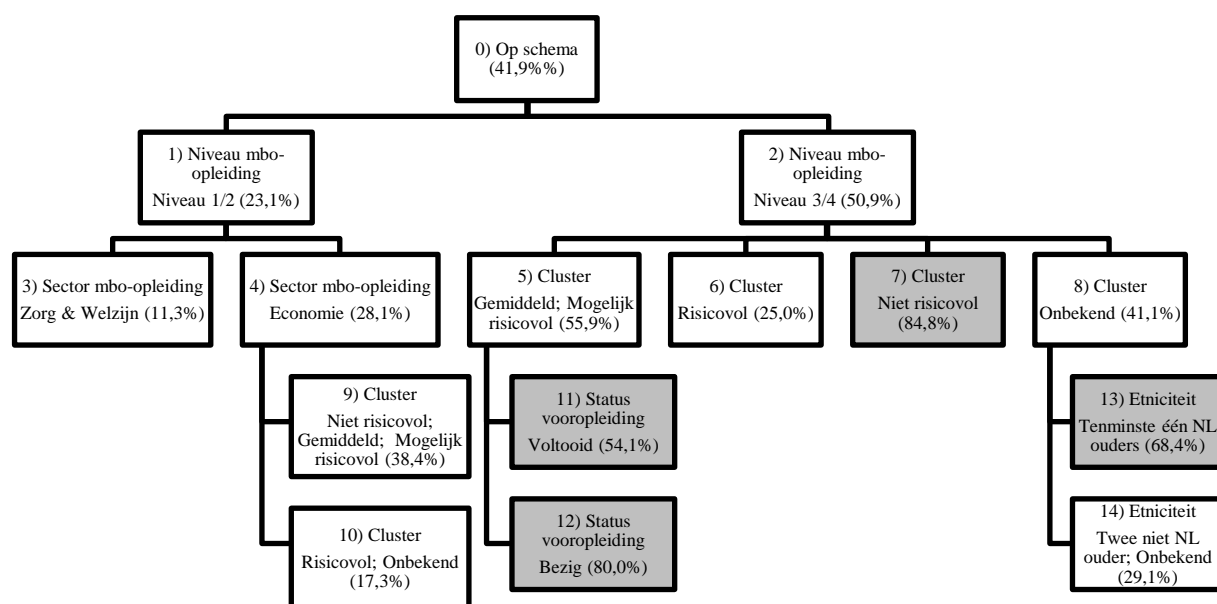 0) Op schema
(41,9%%)
1) Niveau mbo-
opleiding
Niveau 1/2 (23,1%)
2) Niveau mbo-
opleiding
Niveau 3/4 (50,9%)
3) Sector mbo-opleiding
Zorg & Welzijn (11,3%)
4) Sector mbo-opleiding
Economie (28,1%)
5) Cluster
Gemiddeld; Mogelijk
risicovol (55,9%)
6) Cluster
Risicovol (25,0%)
7) Cluster
Niet risicovol
(84,8%)
8) Cluster
Onbekend (41,1%)
9) Cluster
Niet risicovol;
Gemiddeld; Mogelijk
risicovol (38,4%)
10) Cluster
Risicovol; Onbekend
(17,3%)
11) Status
vooropleiding
Voltooid (54,1%)
12) Status
vooropleiding
Bezig (80,0%)
13) Etniciteit
Tenminste één NL
ouders (68,4%)
14) Etniciteit
Twee niet NL
ouder; Onbekend
(29,1%)